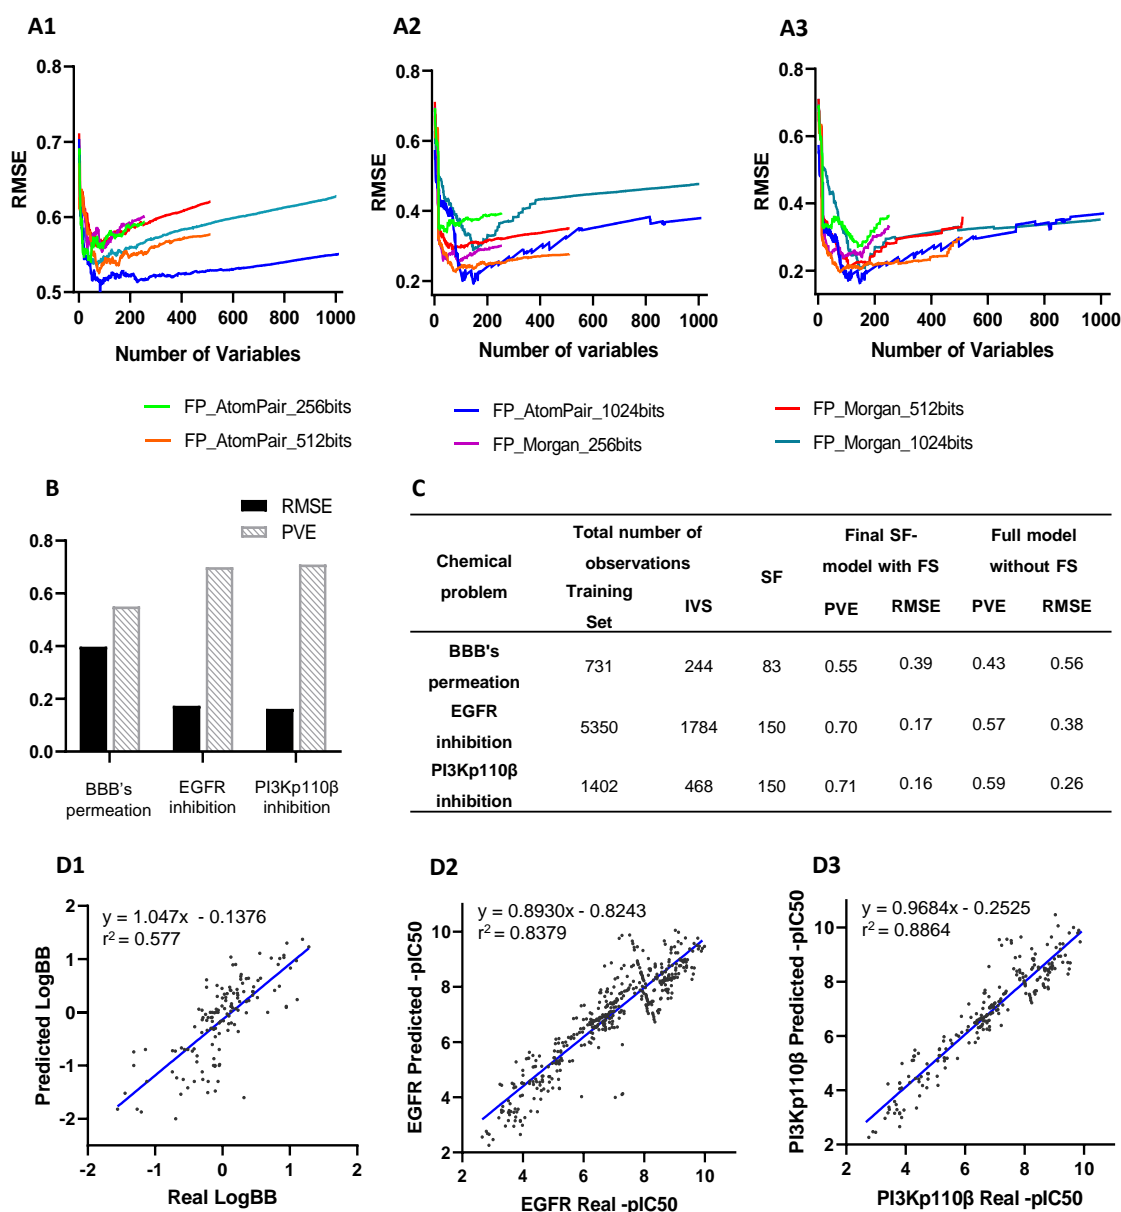 A1
A2
A3
0.8
0.7
0.6
0.5
RMSE
0 200 400 600 800 1000
Number of Variables
0.8
0.6
0.4
0.2
RMSE
0 200 400 600 800 1000
Number of variables
0.8
0.6
0.4
0.2
RMSE
0 200 400 600 800 1000
Number of Variables
FP_AtomPair_256bits
FP_AtomPair_1024bits
FP_Morgan_512bits
FP_AtomPair_512bits
FP_Morgan_256bits
FP_Morgan_1024bits
B
RMSE
PVE
0.8
0.6
0.4
0.2
0.0
BBB's
permeation
EGFR
inhibition
PI3Kp110β
inhibition
C
Chemical
problem
Total number of
observations
Training
Set
IVS
SF
Final SF-
model with FS
PVE RMSE
Full model
without FS
PVE RMSE
BBB's
permeation
731 244 83 0.55 0.39 0.43 0.56
EGFR
inhibition
5350 1784 150 0.70 0.17 0.57 0.38
PI3Kp110β
inhibition
1402 468 150 0.71 0.16 0.59 0.26
D1
y = 1.047x - 0.1376
r² = 0.577
2
1
0
-1
-2
Predicted LogBB
-2 -1 0 1 2
Real LogBB
D2
y = 0.8930x - 0.8243
r² = 0.8379
10
8
6
4
2
EGFR Predicted -pIC50
2 4 6 8 10
EGFR Real -pIC50
D3
y = 0.9684x - 0.2525
r² = 0.8864
10
8
6
4
2
PI3Kp110β Predicted -pIC50
2 4 6 8 10
PI3Kp110β Real -pIC50